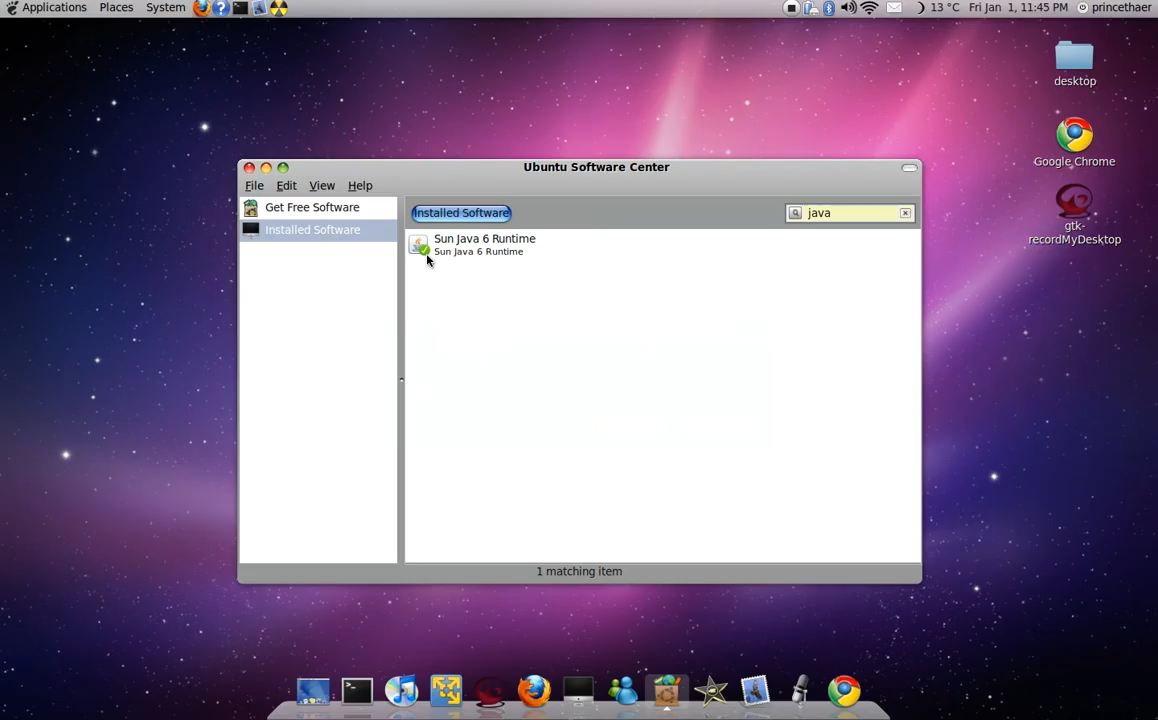 Applications Places System 13 °C Fri Jan 1, 11:45 PM princethaer
desktop
Google Chrome
gtk-
recordMyDesktop
Ubuntu Software Center
File Edit View Help
Get Free Software
Installed Software
Installed Software
java
Sun Java 6 Runtime
Sun Java 6 Runtime
1 matching item